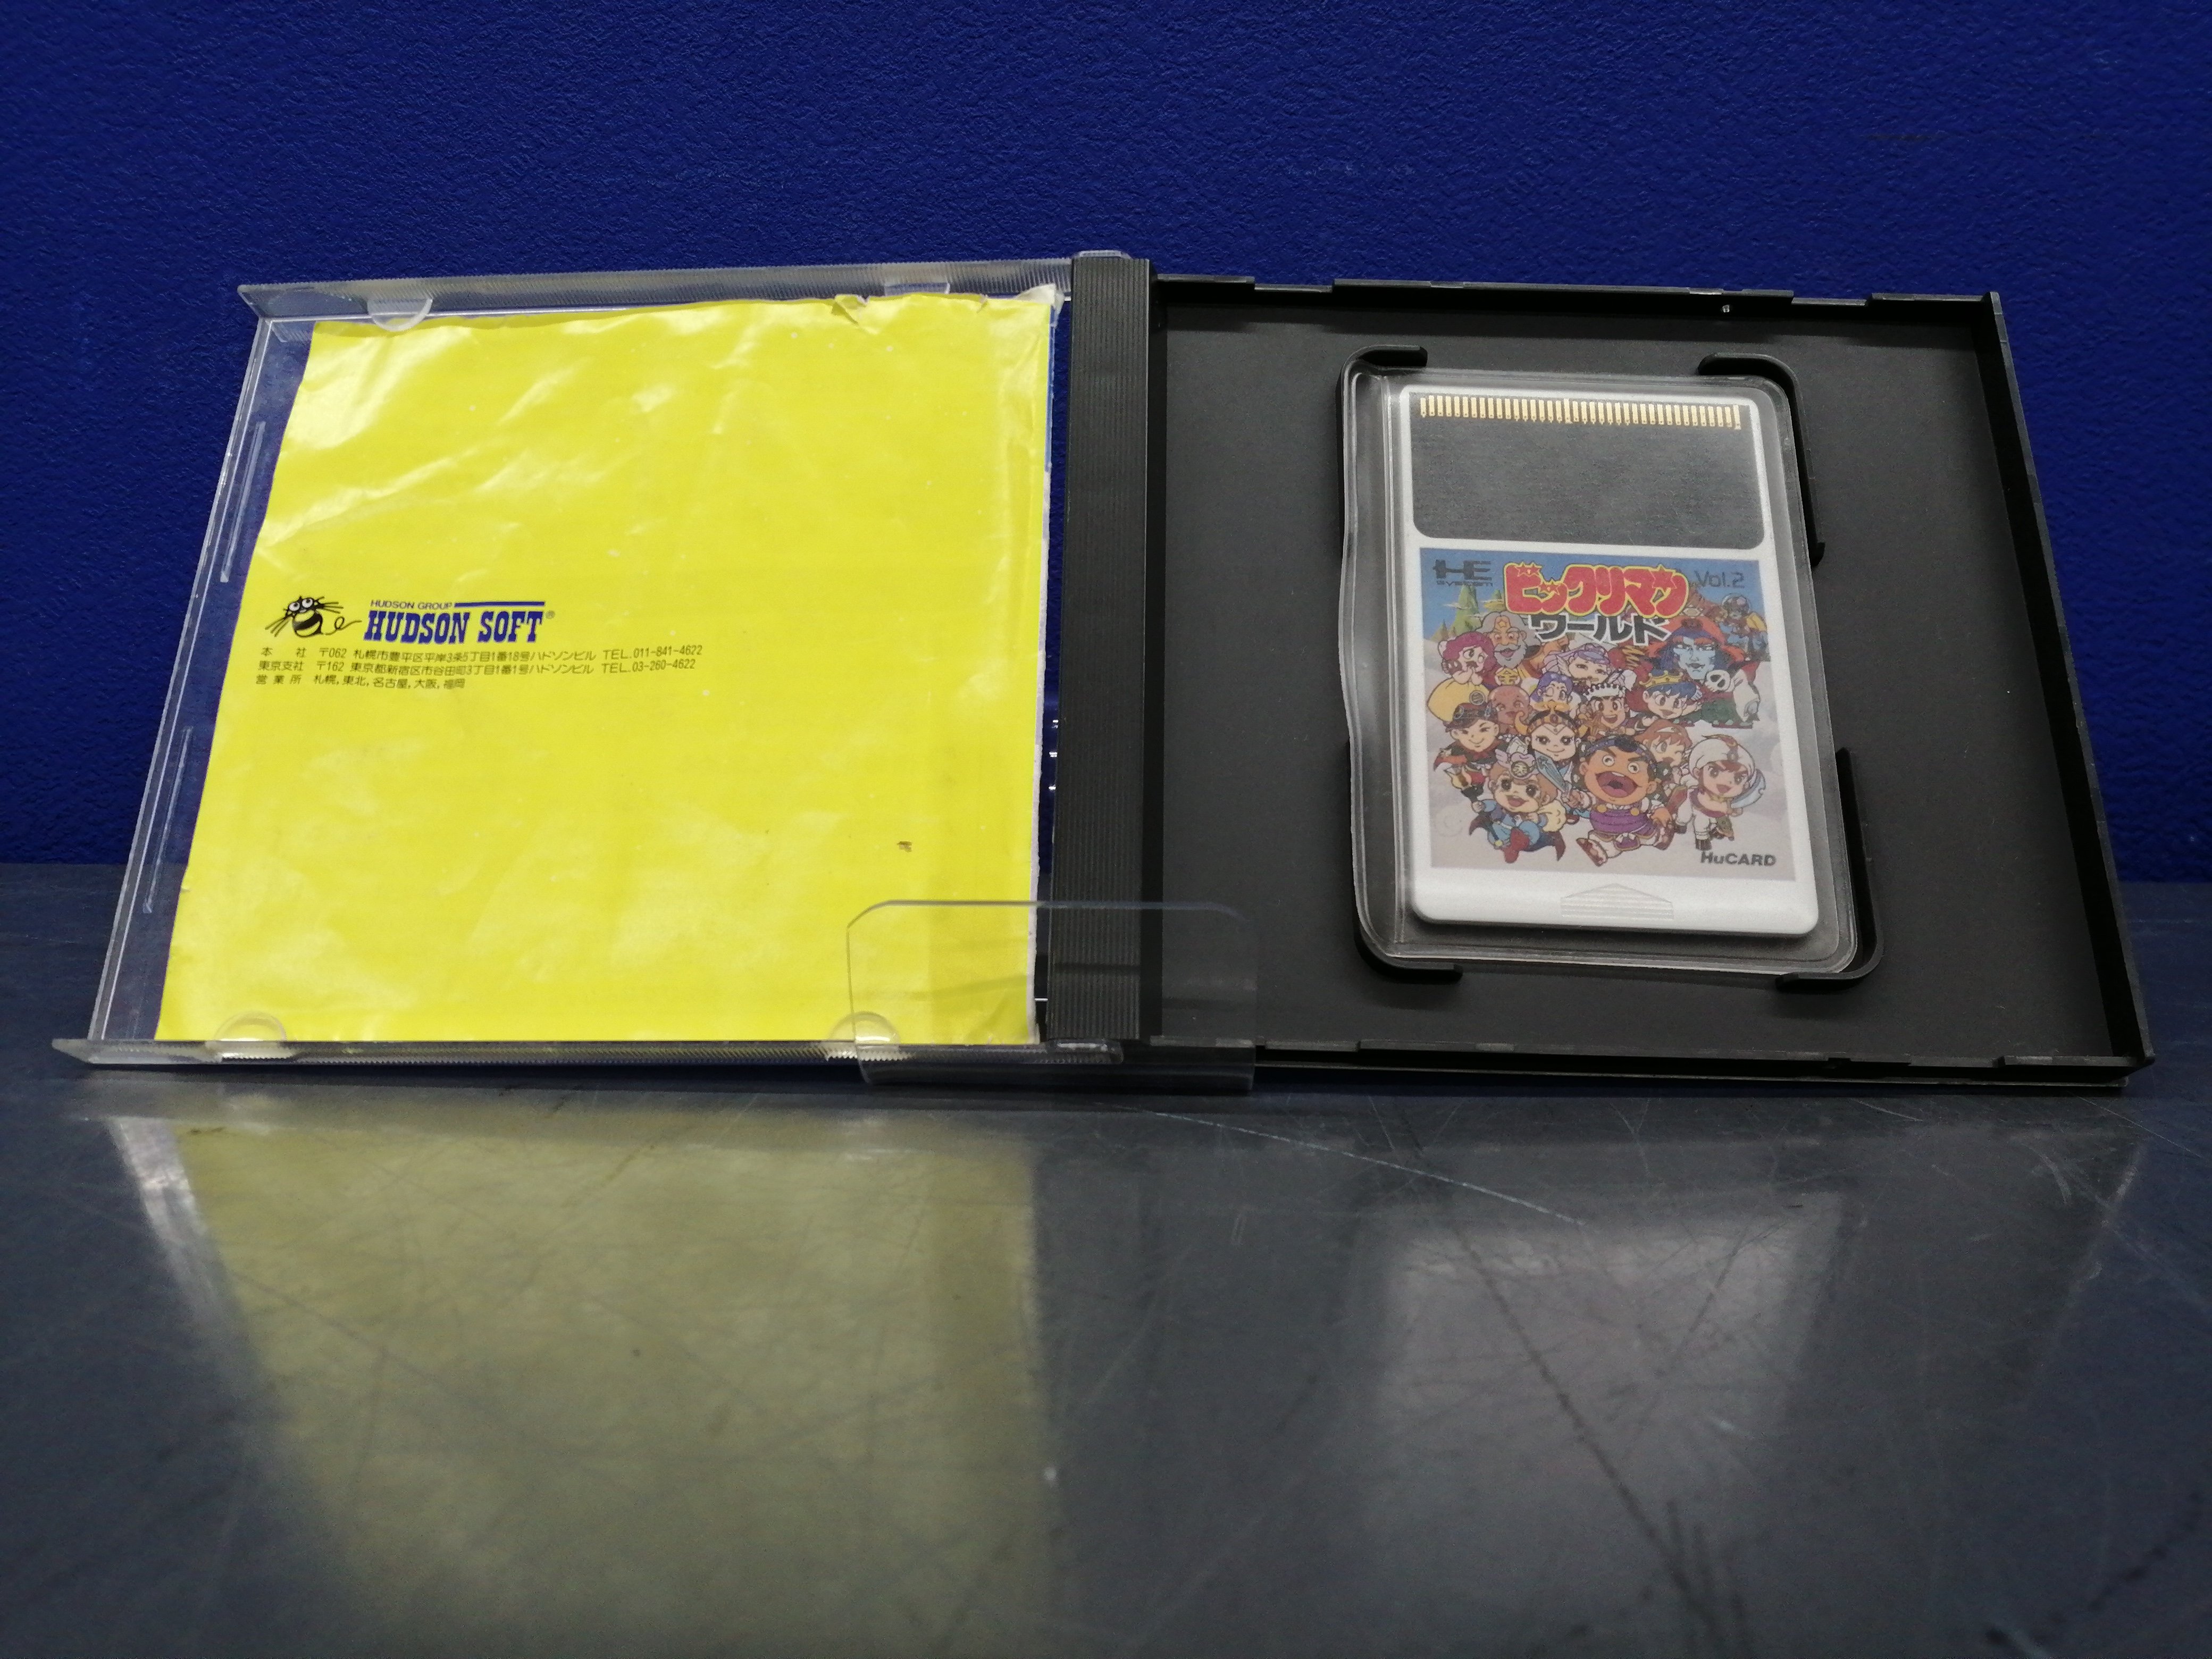 HUDSON GROUP
HUDSON SOFT®
本 社 〒062 札幌市豊平区平岸3条5丁目1番18号ハドソンビル TEL.011-841-4622
東京支社 〒162 東京都新宿区市谷田町3丁目1番1号ハドソンビル TEL.03-260-4622
営業所 札幌,東北,名古屋,大阪,福岡
HE SYSTEM
ビックリマン
ワールド
Vol.2
HuCARD